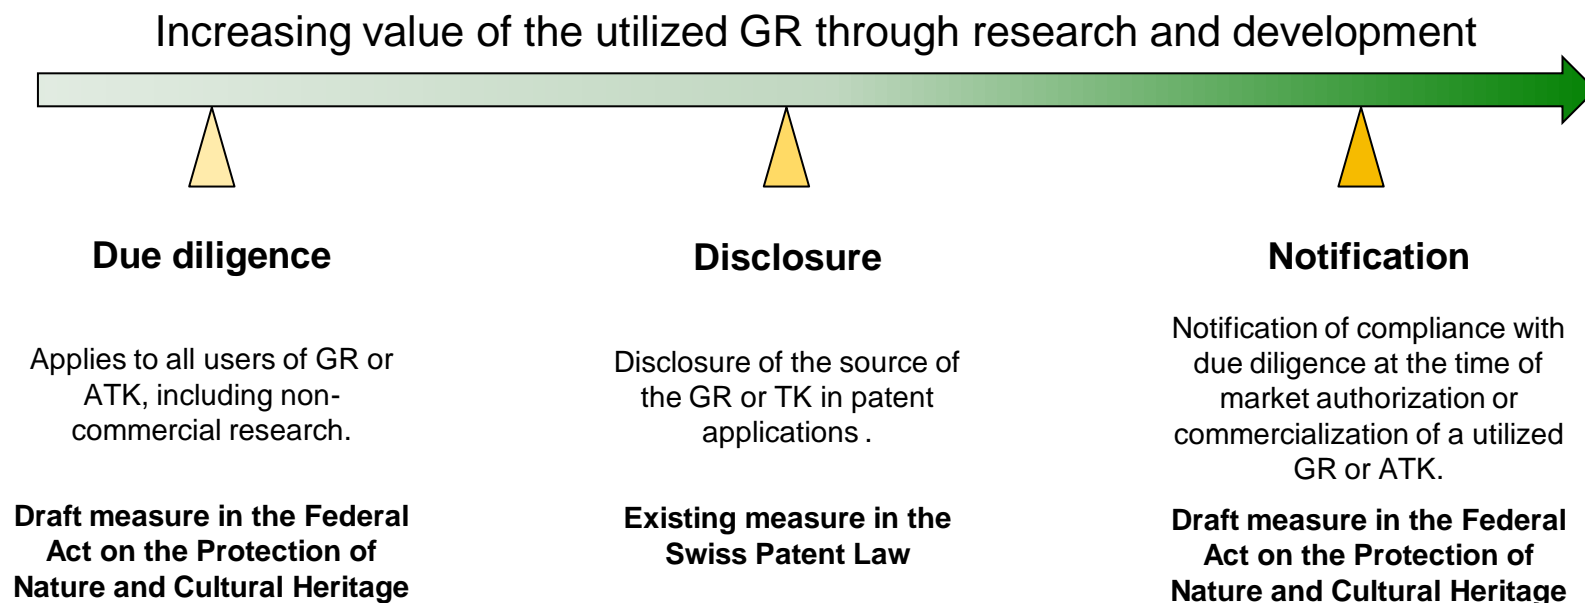 Increasing value of the utilized GR through research and development
Due diligence
Applies to all users of GR or
ATK, including non-
commercial research.
Draft measure in the Federal
Act on the Protection of
Nature and Cultural Heritage
Disclosure
Disclosure of the source of
the GR or TK in patent
applications .
Existing measure in the
Swiss Patent Law
Notification
Notification of compliance with
due diligence at the time of
market authorization or
commercialization of a utilized
GR or ATK.
Draft measure in the Federal
Act on the Protection of
Nature and Cultural Heritage